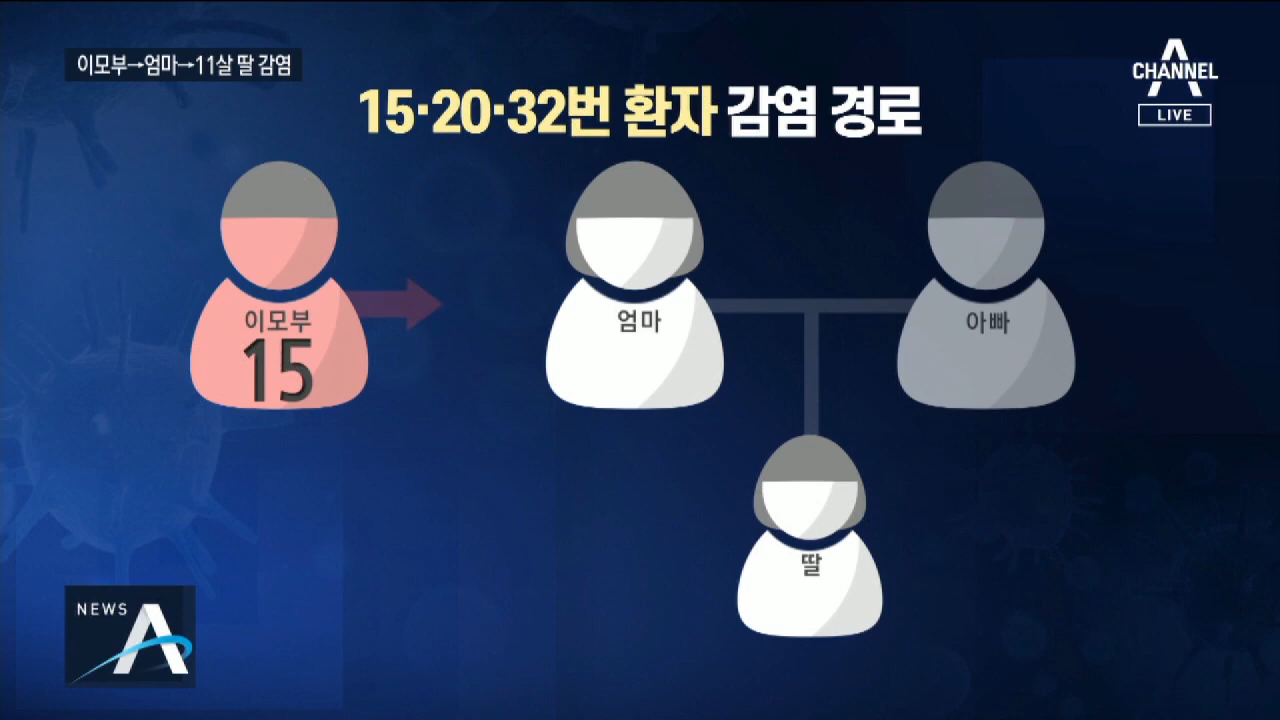 이모부→엄마→11살 딸 감염
CHANNEL A
LIVE
15·20·32번 환자 감염 경로
이모부
15
엄마
아빠
딸
NEWS A